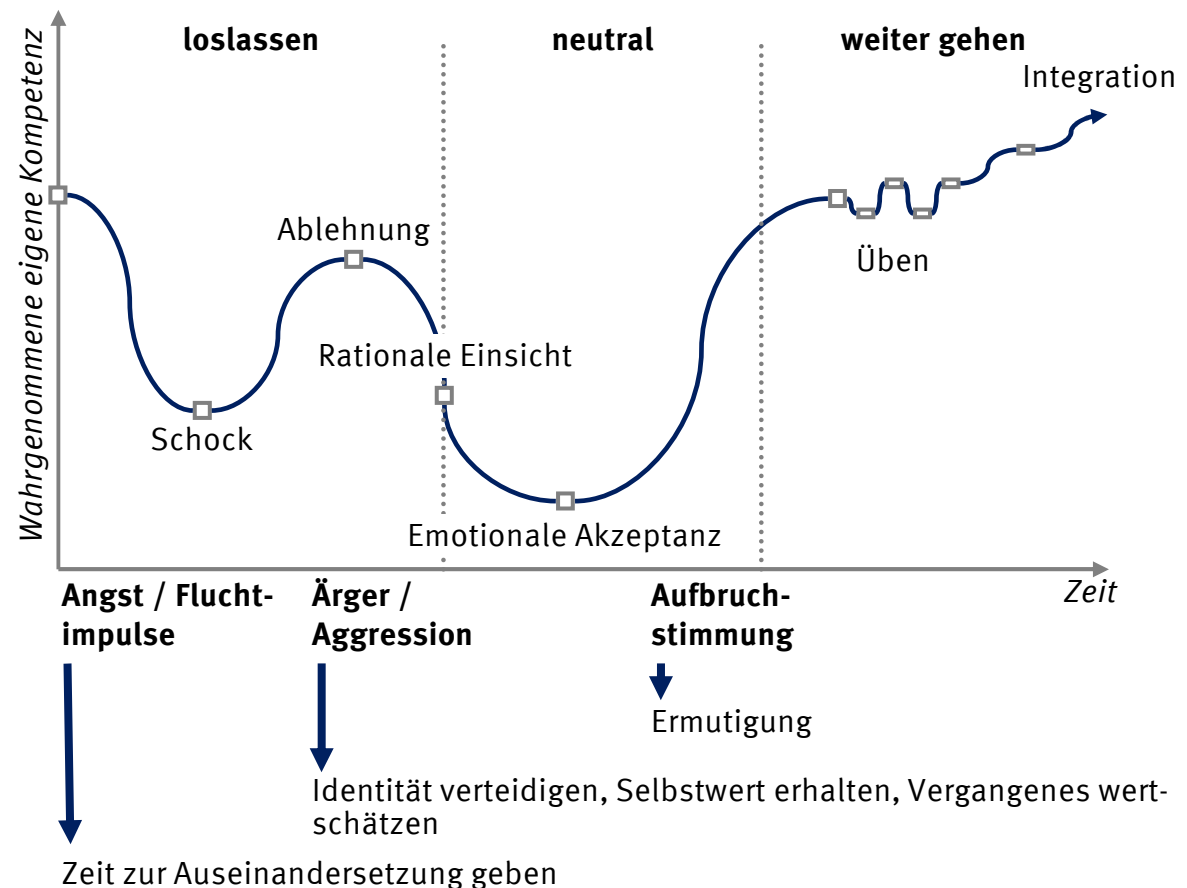 loslassen
neutral
weiter gehen
Wahrgenommene eigene Kompetenz
Integration
Ablehnung
Üben
Rationale Einsicht
Schock
Emotionale Akzeptanz
Zeit
Angst / Flucht-
impulse
Ärger /
Aggression
Aufbruch-
stimmung
Ermutigung
Identität verteidigen, Selbstwert erhalten, Vergangenes wert-
schätzen
Zeit zur Auseinandersetzung geben